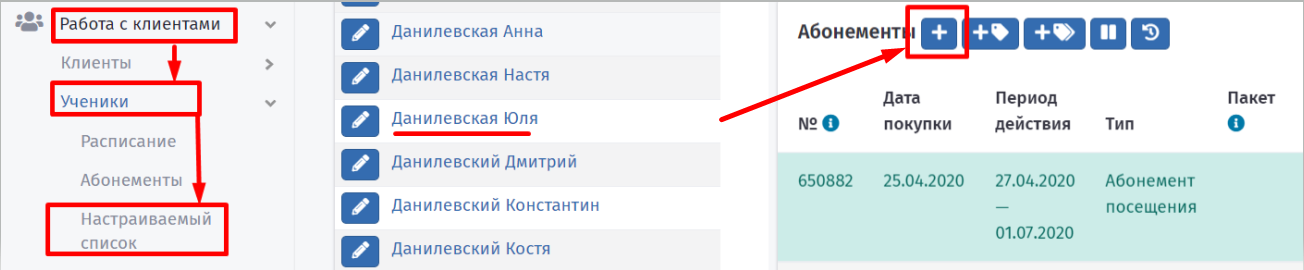 Работа с клиентами
Клиенты
Ученики
Расписание
Абонементы
Настраиваемый
список
Данилевская Анна
Данилевская Настя
Данилевская Юля
Данилевский Дмитрий
Данилевский Константин
Данилевский Костя
Абонементы
№ Дата покупки Период действия Тип Пакет
650882 25.04.2020 27.04.2020 Абонемент
— посещения
01.07.2020